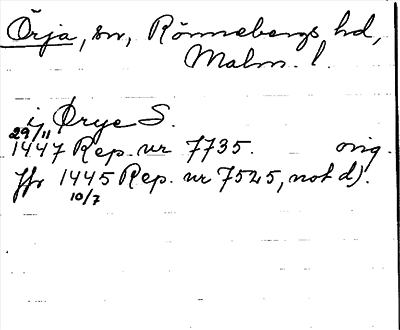 Örja, sn, Rönnebergs hd,
Malm. l.
i Ørye S.
29/11
1447 Rep. nr 7735. orig.
Jfr 1445 Rep. nr 7525, not d).
10/7